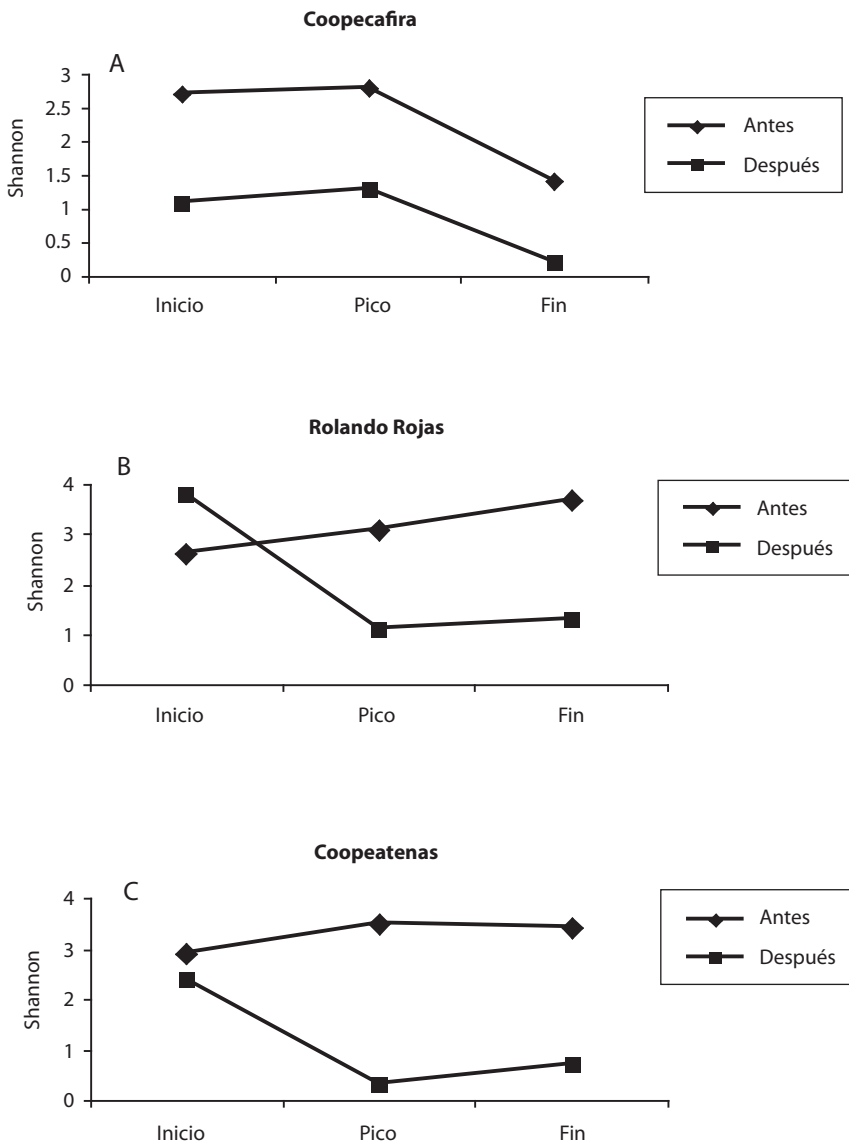 Coopecafira
A
3
2.5
2
1.5
1
0.5
0
Shannon
Inicio Pico Fin
Antes
Después
Rolando Rojas
B
4
3
2
1
0
Shannon
Inicio Pico Fin
Antes
Después
Coopeatenas
C
4
3
2
1
0
Shannon
Inicio Pico Fin
Antes
Después